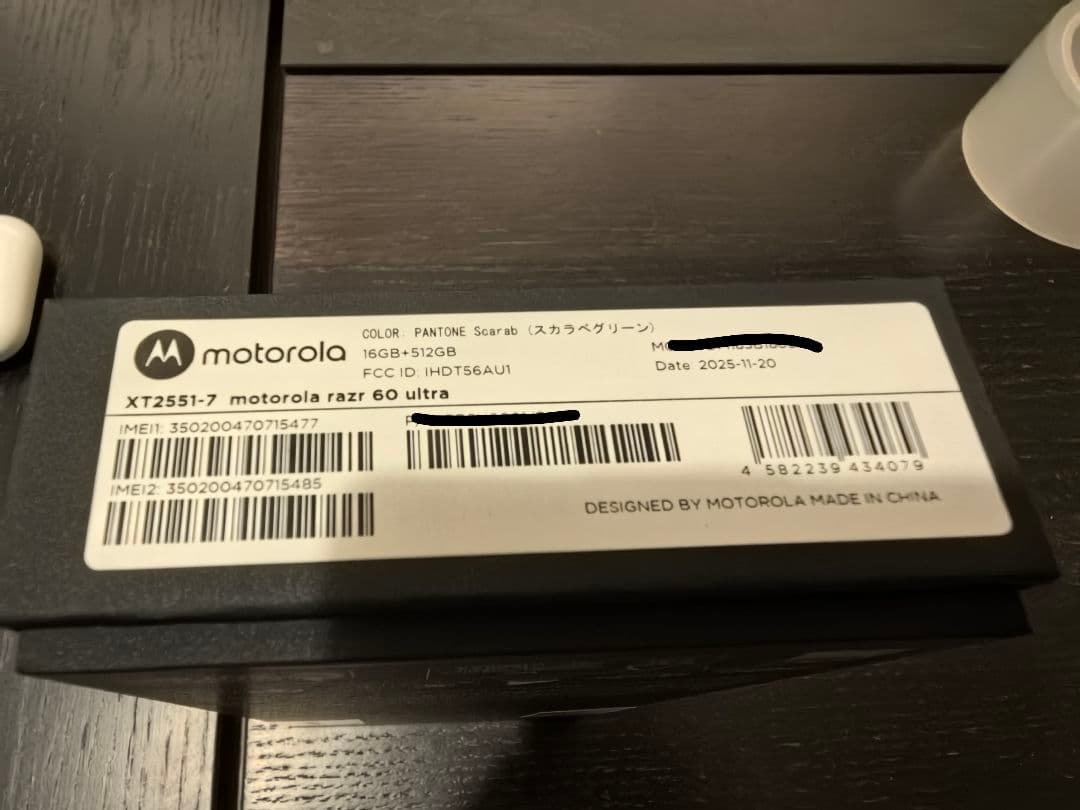 motorola
COLOR: PANTONE Scarab (スカラベグリーン)
16GB+512GB
FCC ID: IHDT56AU1
Date 2025-11-20
XT2551-7 motorola razr 60 ultra
IMEI1: 350200470715477
IMEI2: 350200470715485
4 582239 434079
DESIGNED BY MOTOROLA MADE IN CHINA